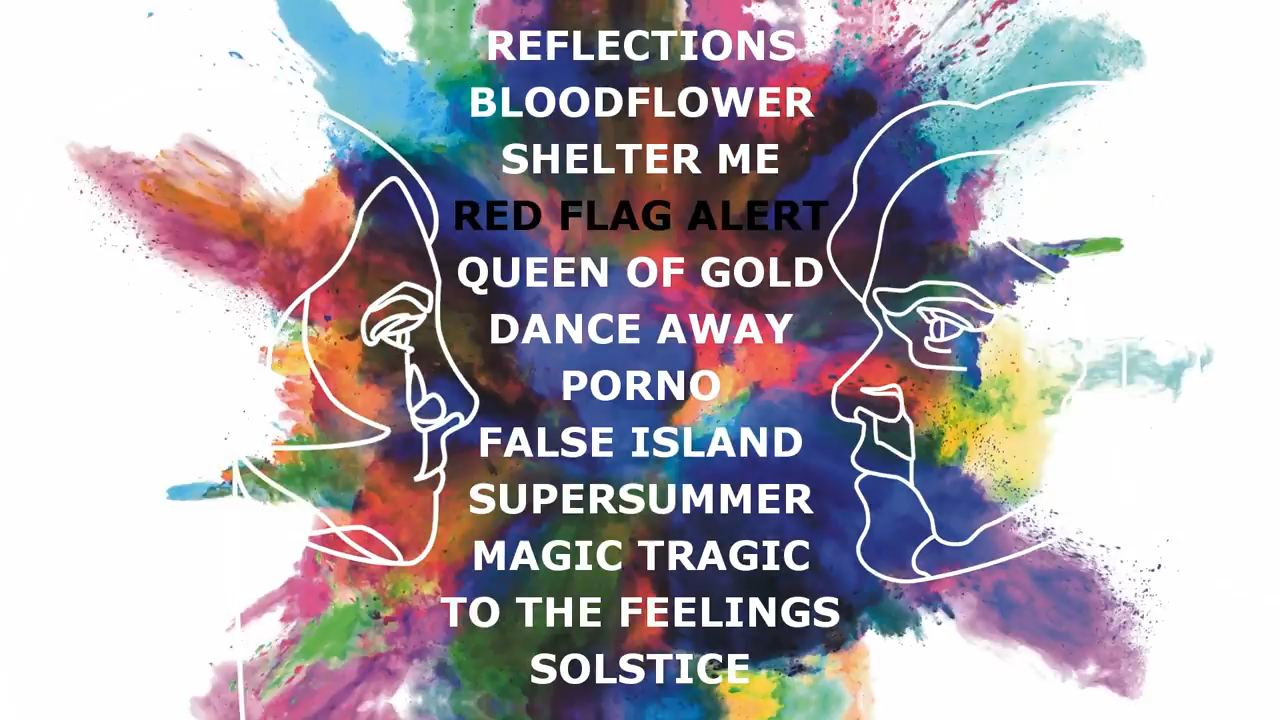 REFLECTIONS
BLOODFLOWER
SHELTER ME
RED FLAG ALERT
QUEEN OF GOLD
DANCE AWAY
PORNO
FALSE ISLAND
SUPERSUMMER
MAGIC TRAGIC
TO THE FEELINGS
SOLSTICE